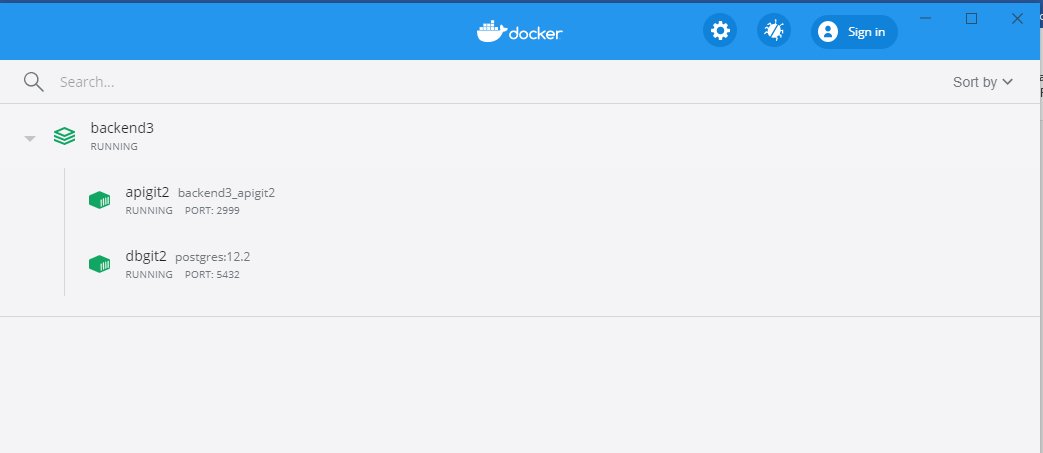 docker
Sign in
Search...
Sort by
backend3
RUNNING
apigit2 backend3_apigit2
RUNNING PORT: 2999
dbgit2 postgres:12.2
RUNNING PORT: 5432